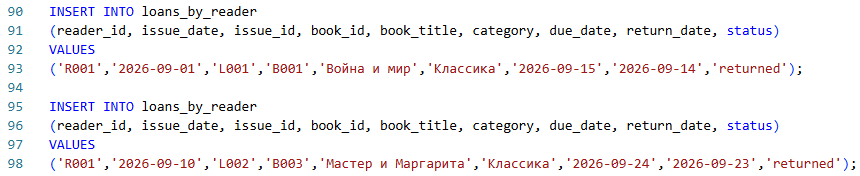 90 INSERT INTO loans_by_reader
91 (reader_id, issue_date, issue_id, book_id, book_title, category, due_date, return_date, status)
92 VALUES
93 ('R001','2026-09-01','L001','B001','Война и мир','Классика','2026-09-15','2026-09-14','returned');
94
95 INSERT INTO loans_by_reader
96 (reader_id, issue_date, issue_id, book_id, book_title, category, due_date, return_date, status)
97 VALUES
98 ('R001','2026-09-10','L002','B003','Мастер и Маргарита','Классика','2026-09-24','2026-09-23','returned');